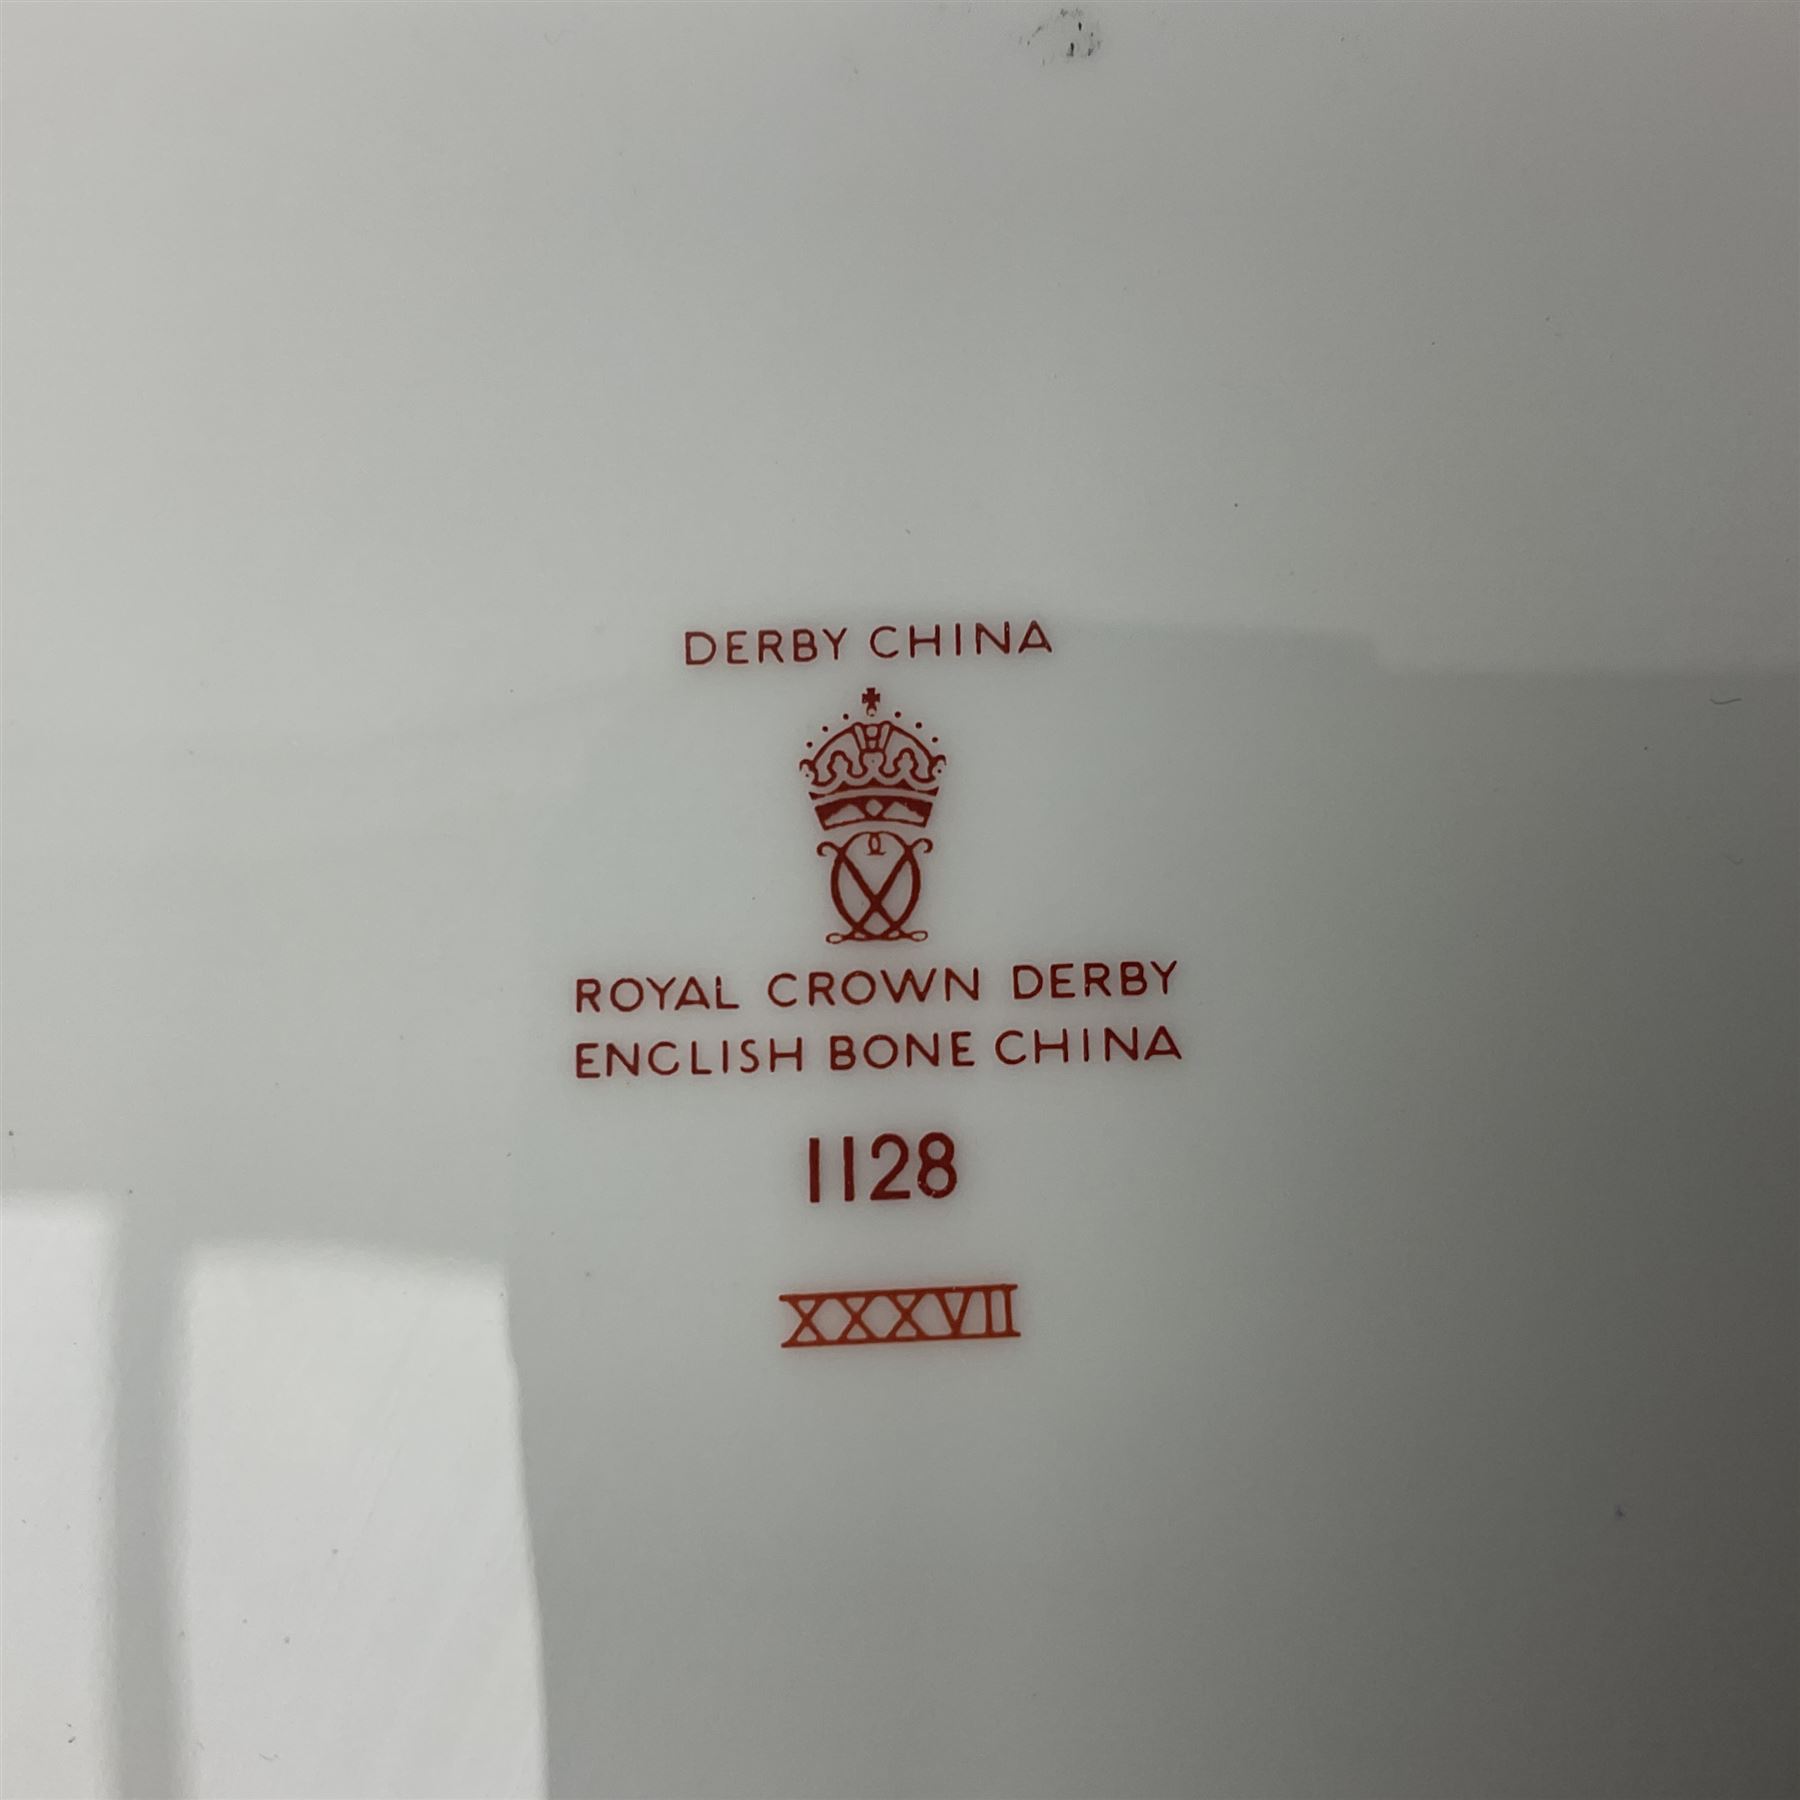 DERBY CHINA
ROYAL CROWN DERBY
ENGLISH BONE CHINA
1128
XXXVII